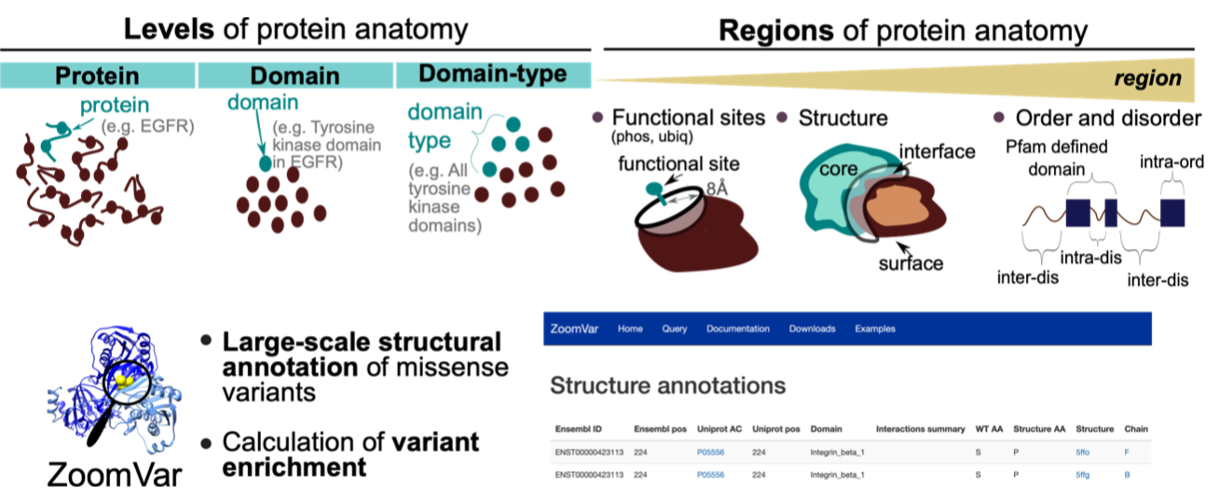 Levels of protein anatomy
Regions of protein anatomy
Protein
Domain
Domain-type
region
protein
(e.g. EGFR)
domain
(e.g. Tyrosine
kinase domain
in EGFR)
domain
type
(e.g. All
tyrosine
kinase
domains)
• Functional sites
(phos, ubiq)
functional site
8Å
• Structure
core
interface
surface
• Order and disorder
Pfam defined
domain
intra-ord
intra-dis
inter-dis
inter-dis
ZoomVar
• Large-scale structural
annotation of missense
variants
• Calculation of variant
enrichment
ZoomVar Home Query Documentation Downloads Examples
Structure annotations
Ensembl ID Ensembl pos Uniprot AC Uniprot pos Domain Interactions summary WT AA Structure AA Structure Chain
ENST00000423113 224 P05556 224 Integrin_beta_1 S P 5ffo F
ENST00000423113 224 P05556 224 Integrin_beta_1 S P 5ffg B